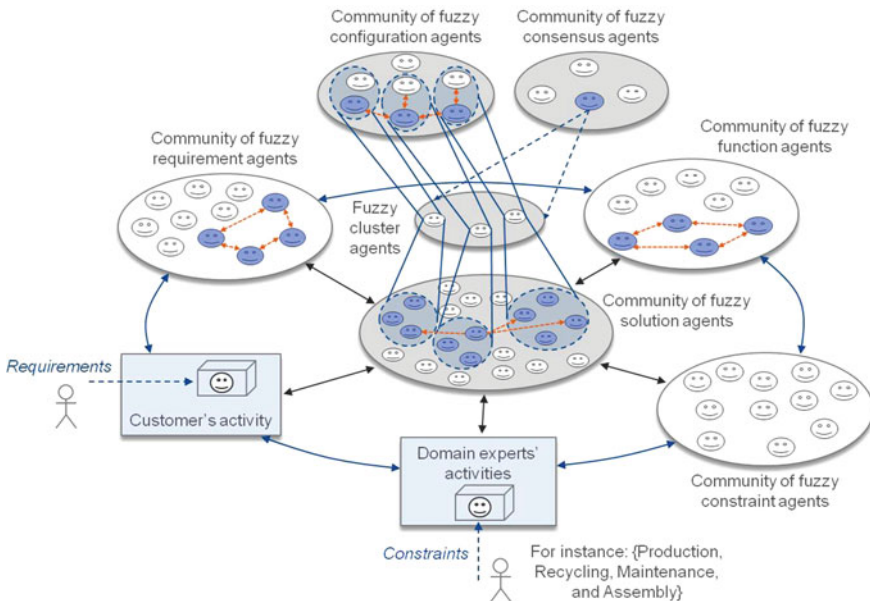 Community of fuzzy
configuration agents
Community of fuzzy
consensus agents
Community of fuzzy
requirement agents
Community of fuzzy
function agents
Fuzzy
cluster
agents
Community of fuzzy
solution agents
Requirements
Customer's activity
Domain experts'
activities
Community of fuzzy
constraint agents
Constraints
For instance: {Production,
Recycling, Maintenance,
and Assembly}